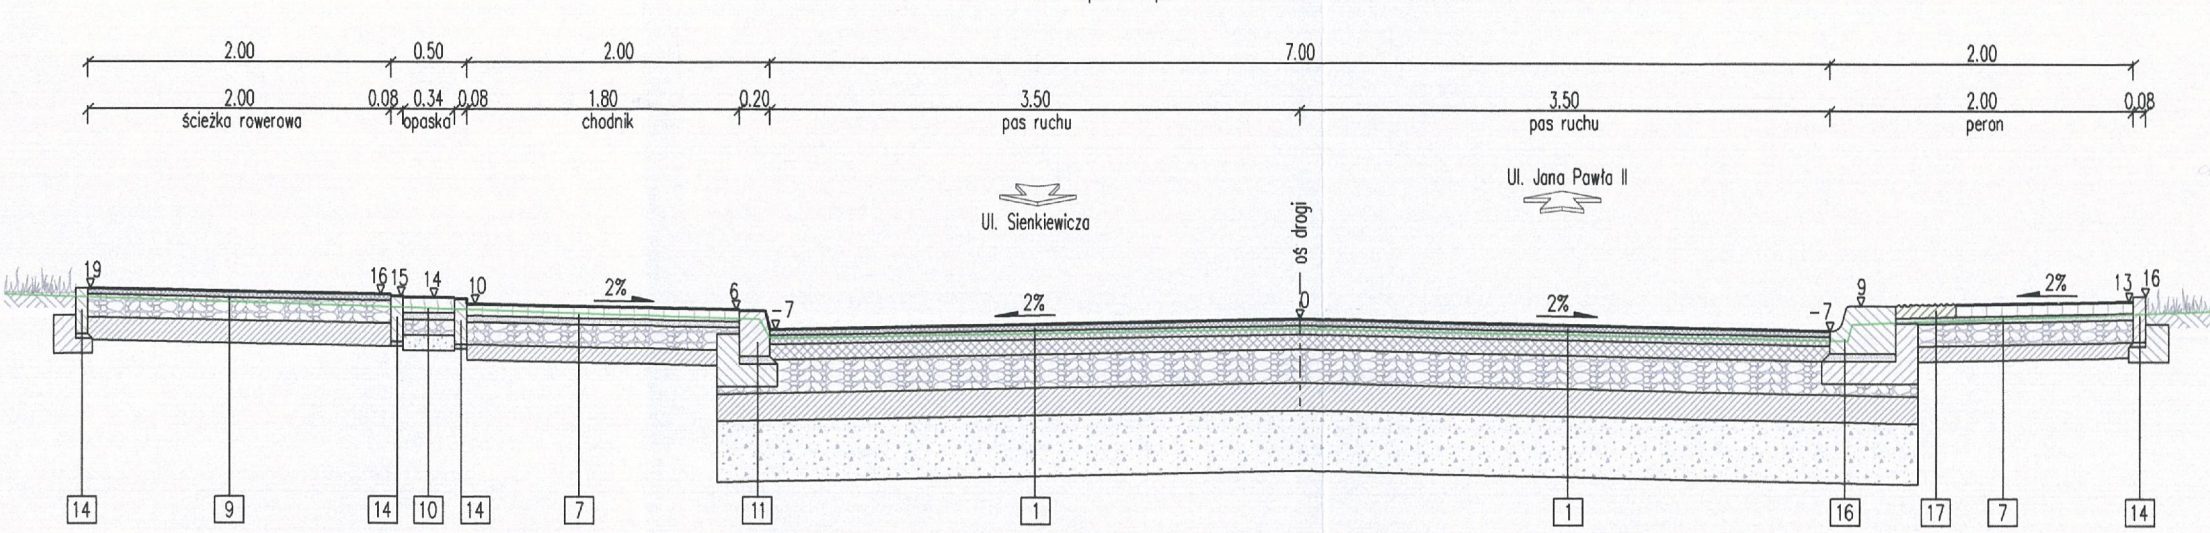 2.00 0.50 2.00 7.00 2.00
2.00 0.08 0.34 0.08 1.80 0.20 3.50 3.50 2.00 0.08
ścieżka rowerowa opaska chodnik pas ruchu pas ruchu peron
Ul. Jana Pawła II
Ul. Sienkiewicza
oś drogi
19 16 15 14 10 2% 6 -7 2% 0 2% -7 9 2% 13 16
14 9 14 10 14 7 11 1 1 16 17 7 14